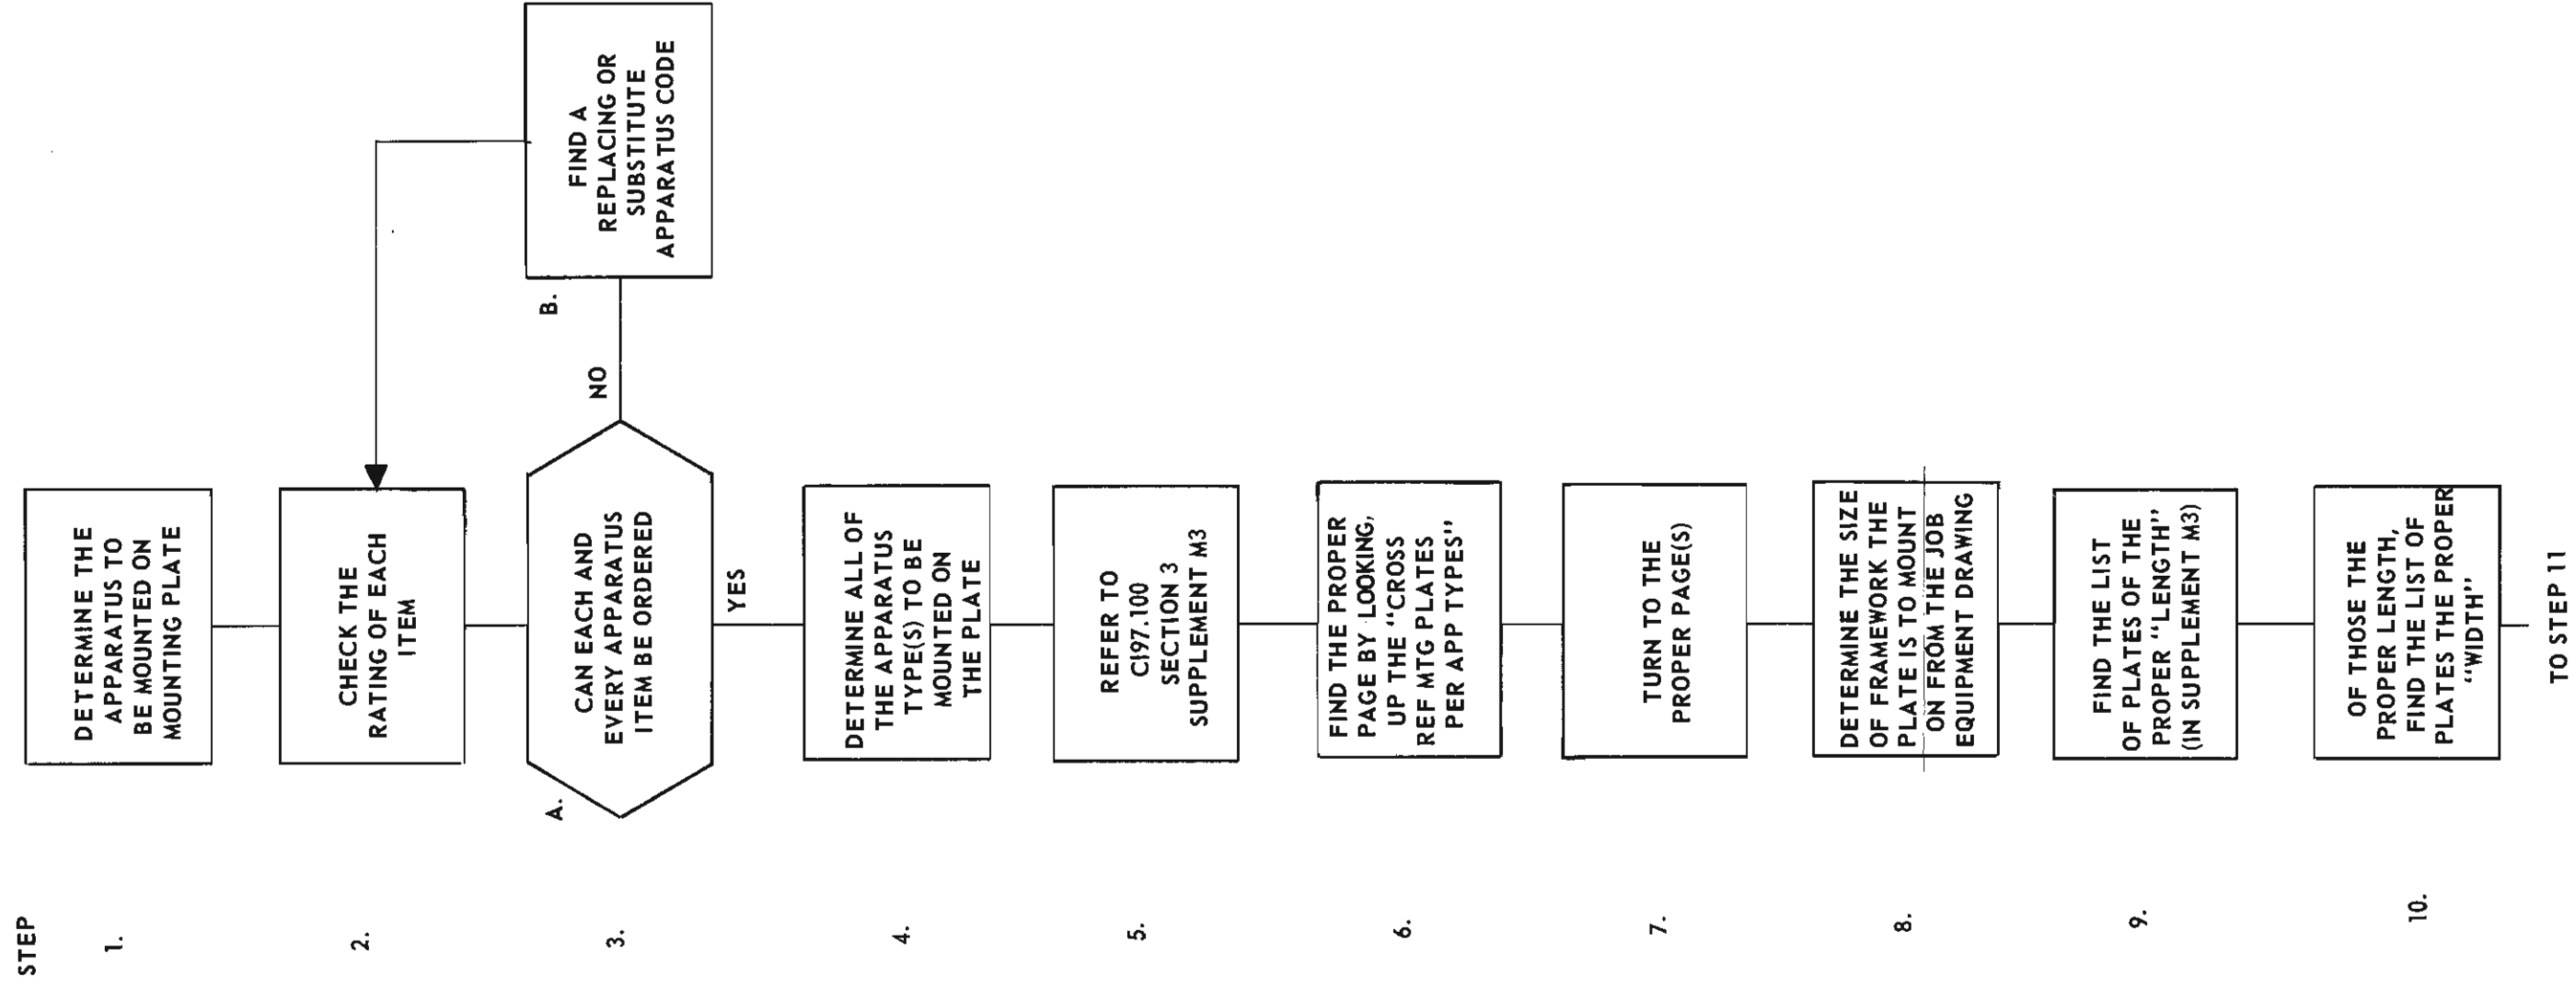 STEP
1.
DETERMINE THE
APPARATUS TO
BE MOUNTED ON
MOUNTING PLATE
2.
CHECK THE
RATING OF EACH
ITEM
3.
A.
CAN EACH AND
EVERY APPARATUS
ITEM BE ORDERED
NO
B.
FIND A
REPLACING OR
SUBSTITUTE
APPARATUS CODE
YES
4.
DETERMINE ALL OF
THE APPARATUS
TYPE(S) TO BE
MOUNTED ON
THE PLATE
5.
REFER TO
C197.100
SECTION 3
SUPPLEMENT M3
6.
FIND THE PROPER
PAGE BY LOOKING,
UP THE "CROSS
REF MTG PLATES
PER APP TYPES"
7.
TURN TO THE
PROPER PAGE(S)
8.
DETERMINE THE SIZE
OF FRAMEWORK THE
PLATE IS TO MOUNT
ON FROM THE JOB
EQUIPMENT DRAWING
9.
FIND THE LIST
OF PLATES OF THE
PROPER "LENGTH"
(IN SUPPLEMENT M3)
10.
OF THOSE THE
PROPER LENGTH,
FIND THE LIST OF
PLATES THE PROPER
"WIDTH"
TO STEP 11